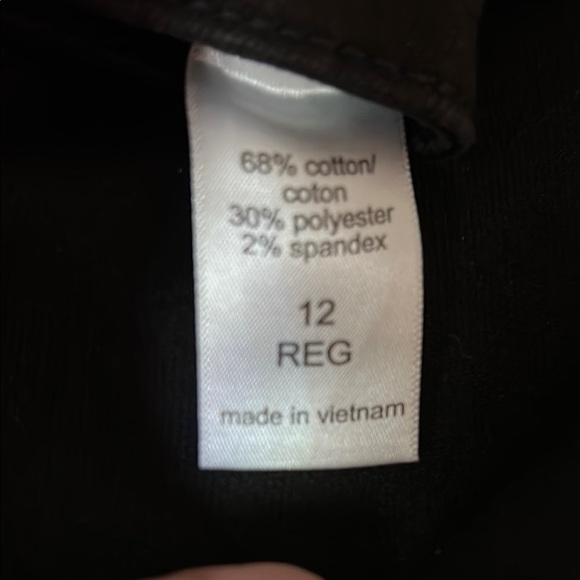 68% cotton/
coton
30% polyester
2% spandex
12
REG
made in vietnam